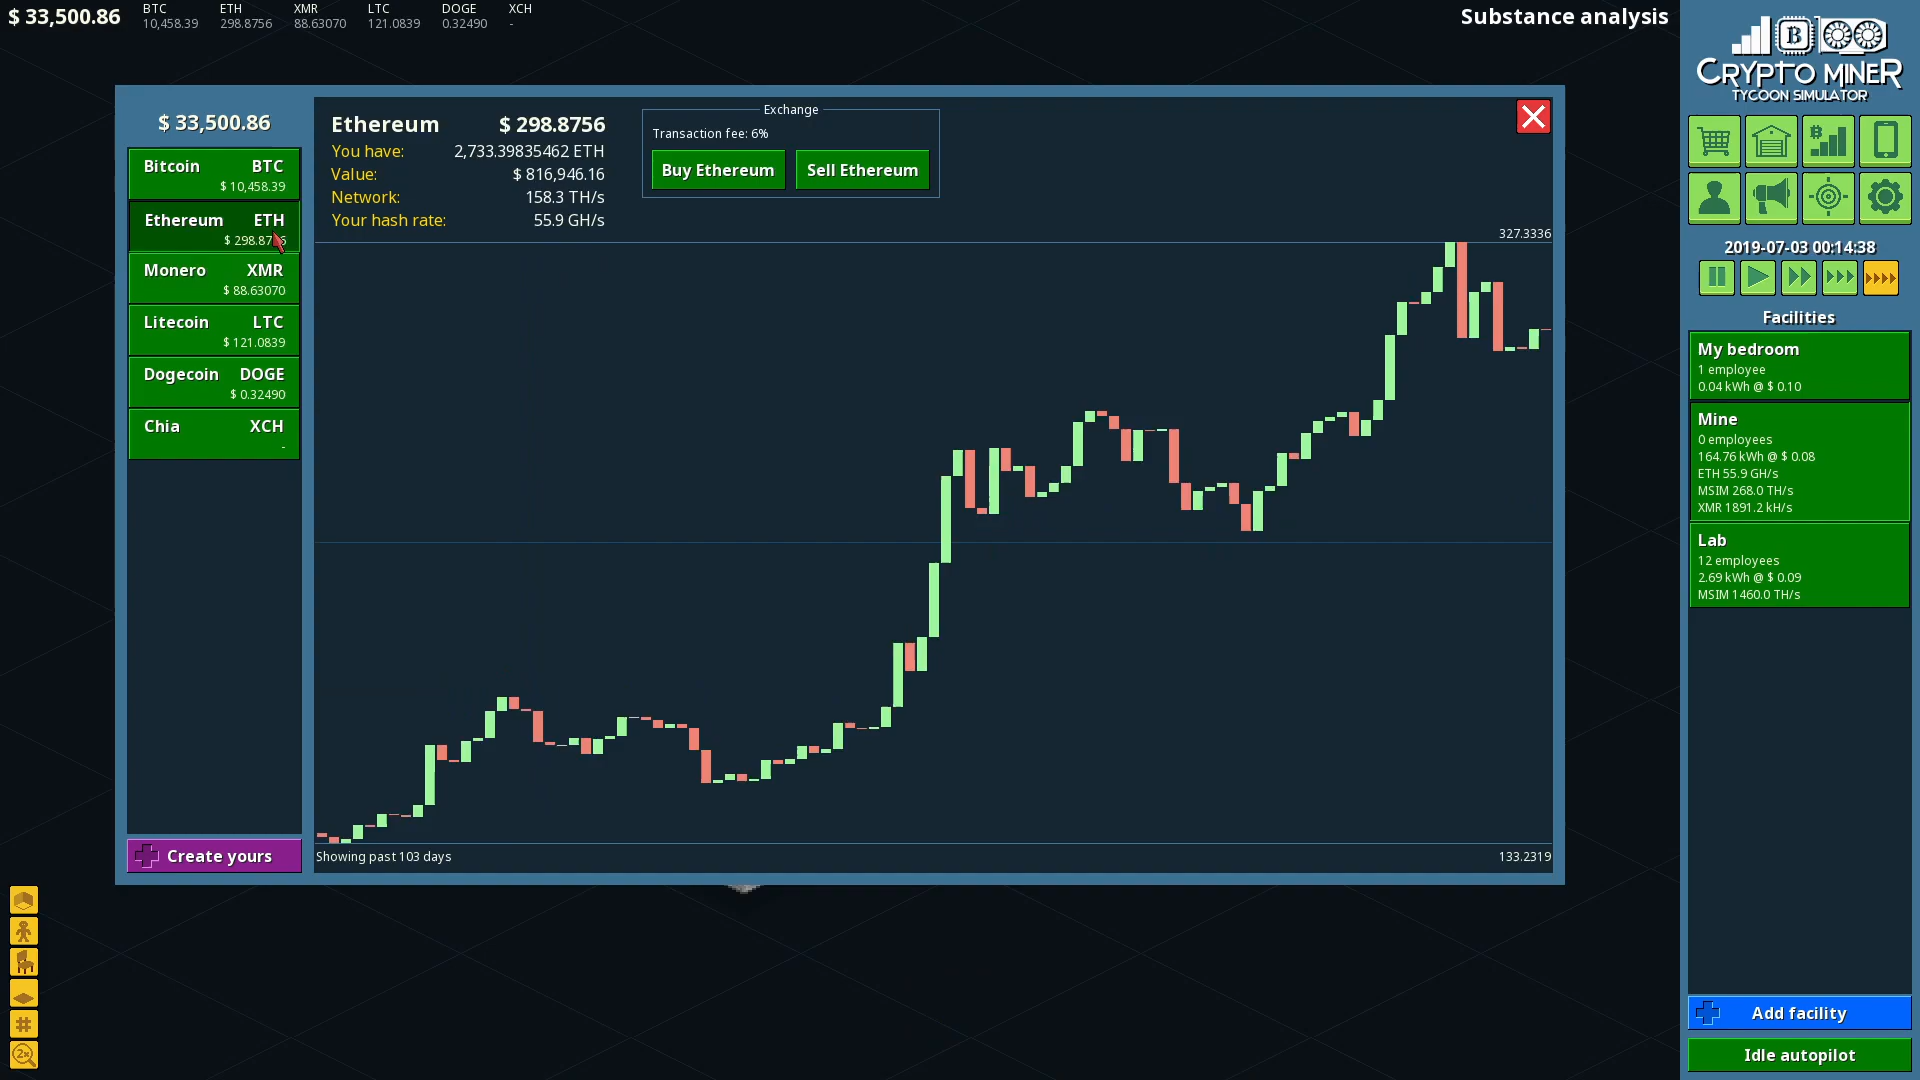 $ 33,500.86
BTC ETH XMR LTC DOGE XCH
10,458.39 298.8756 88.63070 121.0839 0.32490 -
Substance analysis
CRYPTO MINER
TYCOON SIMULATOR
$ 33,500.86
Bitcoin BTC
$ 10,458.39
Ethereum ETH
$ 298.87
Monero XMR
$ 88.63070
Litecoin LTC
$ 121.0839
Dogecoin DOGE
$ 0.32490
Chia XCH
-
Create yours
Ethereum $ 298.8756
You have: 2,733.39835462 ETH
Value: $ 816,946.16
Network: 158.3 TH/s
Your hash rate: 55.9 GH/s
Exchange
Transaction fee: 6%
Buy Ethereum Sell Ethereum
327.3336
Showing past 103 days 133.2319
2019-07-03 00:14:38
Facilities
My bedroom
1 employee
0.04 kWh @ $ 0.10
Mine
0 employees
164.76 kWh @ $ 0.08
ETH 55.9 GH/s
MSIM 268.0 TH/s
XMR 1891.2 kH/s
Lab
12 employees
2.69 kWh @ $ 0.09
MSIM 1460.0 TH/s
Add facility
Idle autopilot
2x